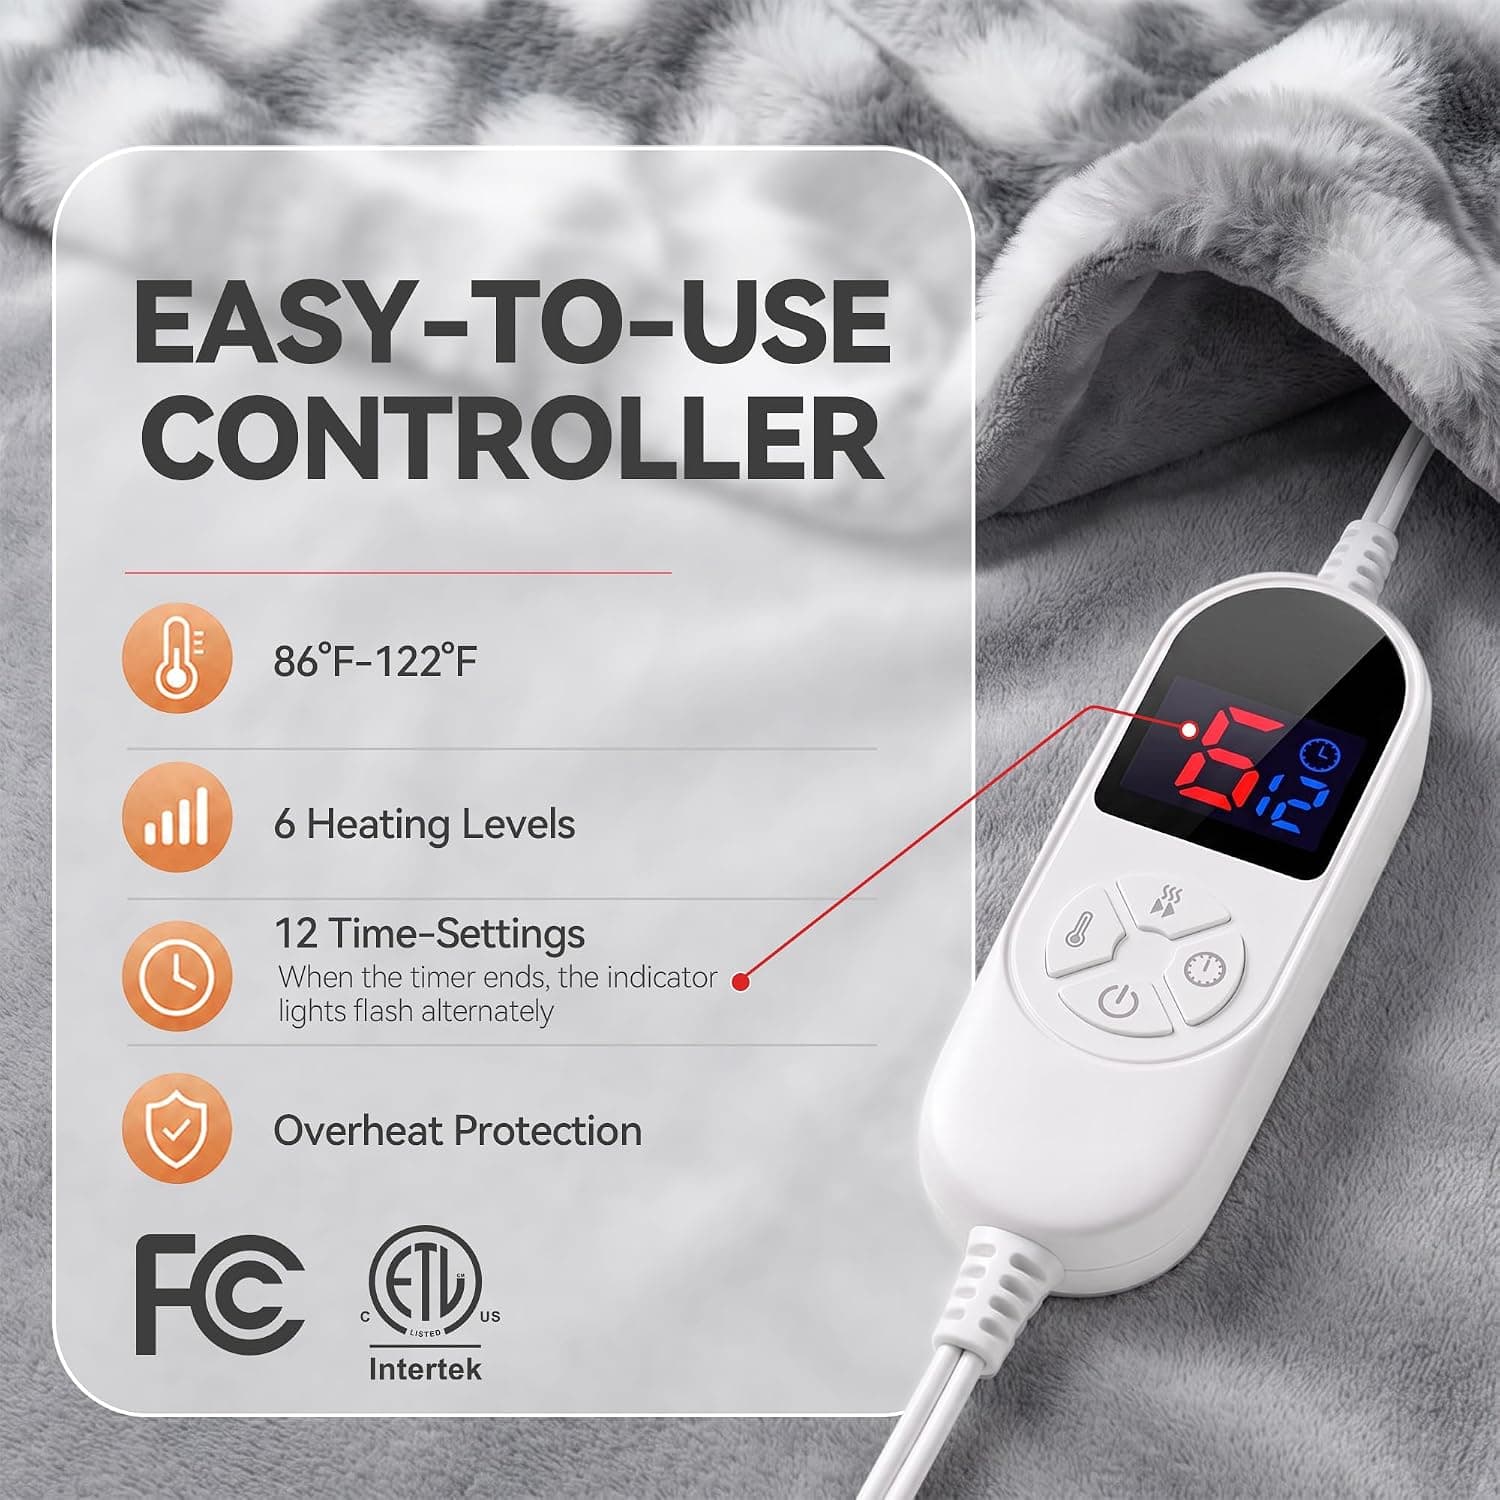 EASY-TO-USE
CONTROLLER
86°F-122°F
6 Heating Levels
12 Time-Settings
When the timer ends, the indicator
lights flash alternately
Overheat Protection
FC
ETL
CM
C
US
LISTED
Intertek
6
12